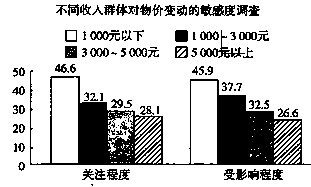 不同收入群体对物价变动的敏感度调查
1 000元以下 1 000~3 000元
3 000~5 000元 5 000元以上
50
40
30
20
10
0
46.6 32.1 29.5 28.1
45.9 37.7 32.5 26.6
关注程度 受影响程度